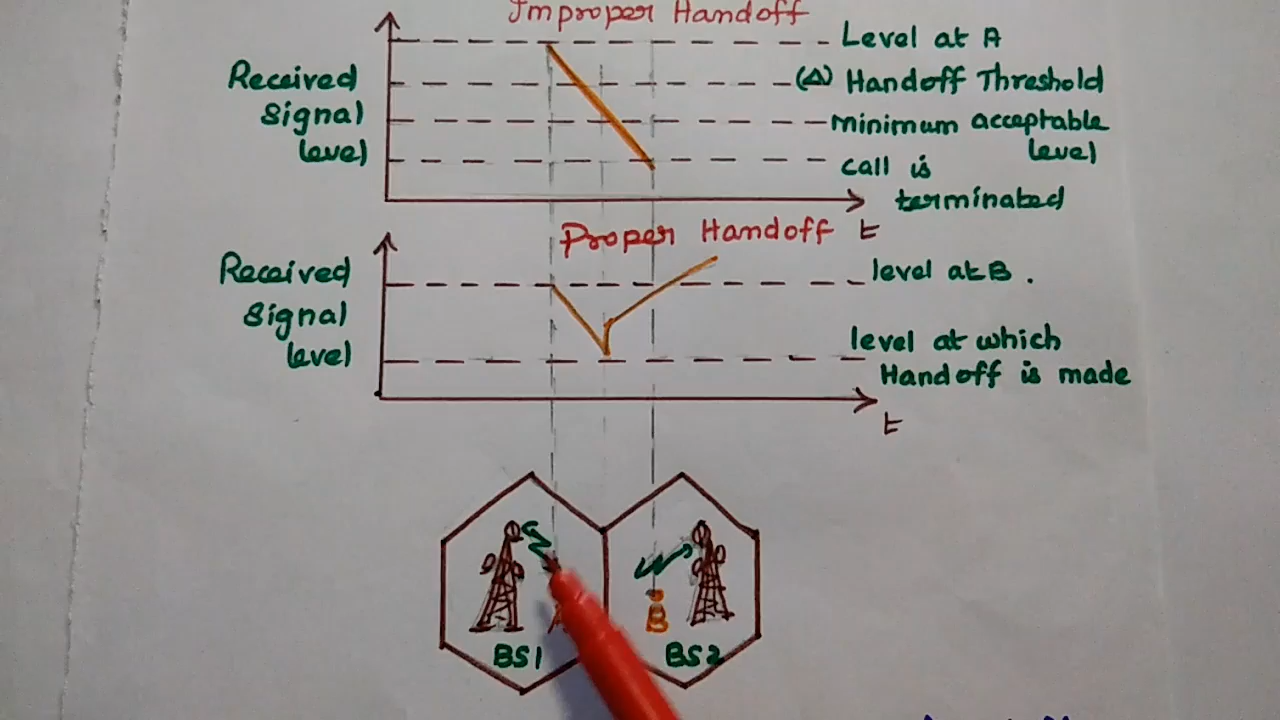 Improper Handoff
Level at A
Received
Signal
level
(Δ) Handoff Threshold
minimum acceptable
level
call is
terminated
t
Proper Handoff
Received
Signal
level
level at B.
level at which
Handoff is made
t
A
B
BS1
BS2